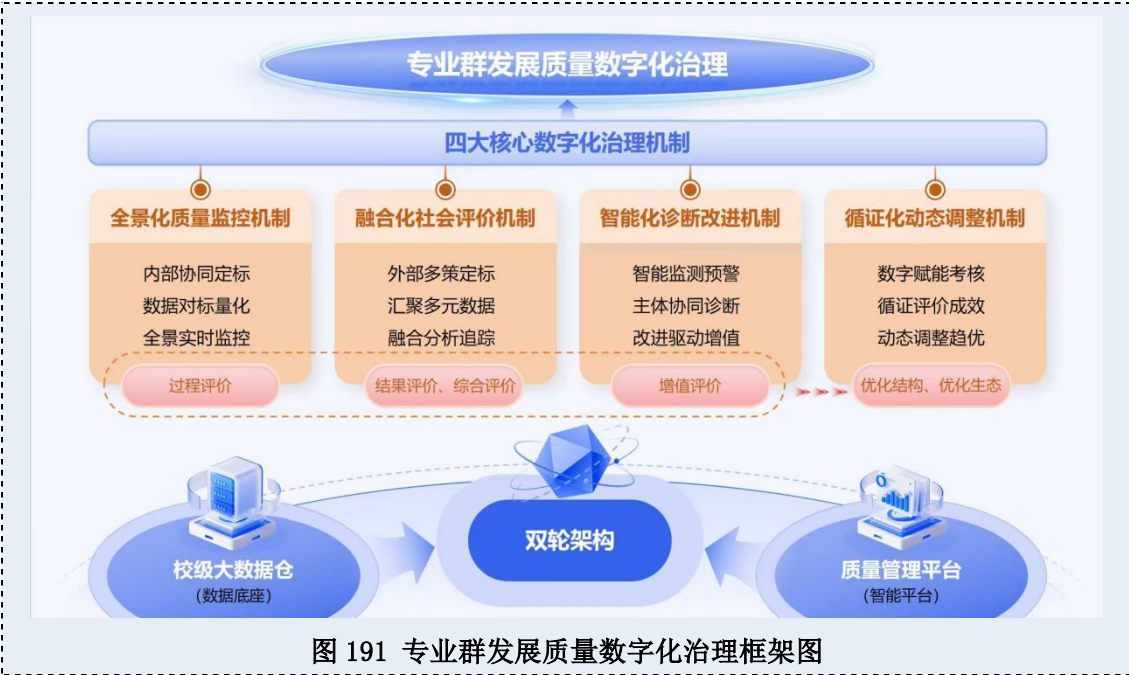 专业群发展质量数字化治理
四大核心数字化治理机制
全景化质量监控机制
内部协同定标
数据对标量化
全景实时监控
过程评价
融合化社会评价机制
外部多策定标
汇聚多元数据
融合分析追踪
结果评价、综合评价
智能化诊断改进机制
智能监测预警
主体协同诊断
改进驱动增值
增值评价
循证化动态调整机制
数字赋能考核
循证评价成效
动态调整趋优
优化结构、优化生态
校级大数据仓
(数据底座)
双轮架构
质量管理平台
(智能平台)
图 191 专业群发展质量数字化治理框架图